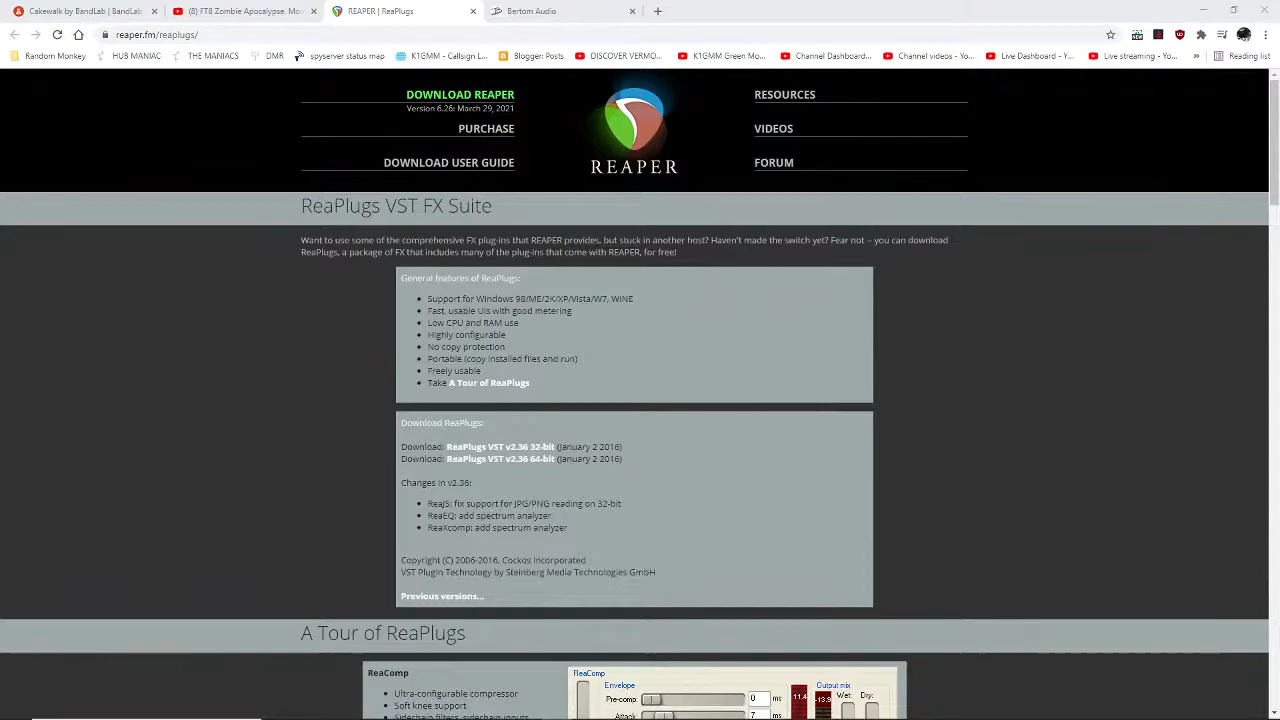 Cakewalk by BandLab | BandLab
(8) FT8 Zombie Apocalypse. Mo
REAPER | ReaPlugs
Bertom Audio
reaper.fm/reaplugs/
Random Monkey
HUB MANIAC
THE MANIACS
DMR
spyserver status map
K1GMM - Callsign L...
Blogger: Posts
DISCOVER VERMO...
K1GMM Green Mo...
Channel Dashboard...
Channel videos - Yo...
Live Dashboard - Y...
Live streaming - Yo...
»
Reading list
DOWNLOAD REAPER
Version 6.26: March 29, 2021
PURCHASE
DOWNLOAD USER GUIDE
REAPER
RESOURCES
VIDEOS
FORUM
ReaPlugs VST FX Suite
Want to use some of the comprehensive FX plug-ins that REAPER provides, but stuck in another host? Haven't made the switch yet? Fear not -- you can download
ReaPlugs, a package of FX that includes many of the plug-ins that come with REAPER, for free!
General features of ReaPlugs:
Support for Windows 98/ME/2K/XP/Vista/W7, WINE
Fast, usable UIs with good metering
Low CPU and RAM use
Highly configurable
No copy protection
Portable (copy installed files and run)
Freely usable
Take A Tour of ReaPlugs
Download ReaPlugs:
Download: ReaPlugs VST v2.36 32-bit (January 2 2016)
Download: ReaPlugs VST v2.36 64-bit (January 2 2016)
Changes in v2.36:
ReaJS: fix support for JPG/PNG reading on 32-bit
ReaEQ: add spectrum analyzer
ReaXcomp: add spectrum analyzer
Copyright (C) 2006-2016, Cockos Incorporated
VST PlugIn Technology by Steinberg Media Technologies GmbH
Previous versions...
A Tour of ReaPlugs
ReaComp
Ultra-configurable compressor
Soft knee support
Sidechain filters, sidechain inputs
ReaComp
Envelope
Pre-comp:
0
ms
Attack:
7
ms
Output mix
-11.4
-13.3
Wet:
Dry: